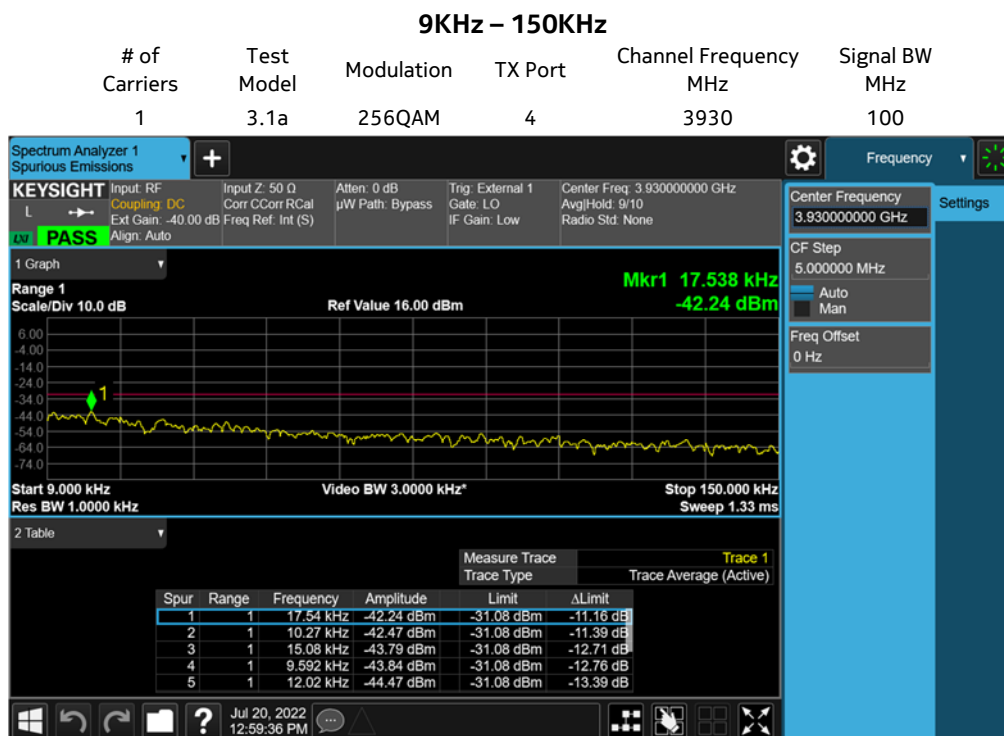 9KHz – 150KHz
# of Carriers Test Model Modulation TX Port Channel Frequency MHz Signal BW MHz
1 3.1a 256QAM 4 3930 100
Spectrum Analyzer 1
Spurious Emissions
+
Frequency
KEYSIGHT Input: RF Input Z: 50 Ω Atten: 0 dB Trig: External 1 Center Freq: 3.930000000 GHz
L Coupling: DC Corr CCorr RCal µW Path: Bypass Gate: LO Avg|Hold: 9/10
Ext Gain: -40.00 dB Freq Ref: Int (S) IF Gain: Low Radio Std: None
LXI PASS Align: Auto
Center Frequency
3.930000000 GHz
Settings
CF Step
5.000000 MHz
Auto
Man
Freq Offset
0 Hz
1 Graph
Range 1
Scale/Div 10.0 dB Ref Value 16.00 dBm
Mkr1 17.538 kHz
-42.24 dBm
6.00
-4.00
-14.0
-24.0
-34.0
-44.0
-54.0
-64.0
-74.0
1
Start 9.000 kHz Video BW 3.0000 kHz* Stop 150.000 kHz
Res BW 1.0000 kHz Sweep 1.33 ms
2 Table
Measure Trace Trace 1
Trace Type Trace Average (Active)
Spur Range Frequency Amplitude Limit ΔLimit
1 1 17.54 kHz -42.24 dBm -31.08 dBm -11.16 dB
2 1 10.27 kHz -42.47 dBm -31.08 dBm -11.39 dB
3 1 15.08 kHz -43.79 dBm -31.08 dBm -12.71 dB
4 1 9.592 kHz -43.84 dBm -31.08 dBm -12.76 dB
5 1 12.02 kHz -44.47 dBm -31.08 dBm -13.39 dB
? Jul 20, 2022
12:59:36 PM